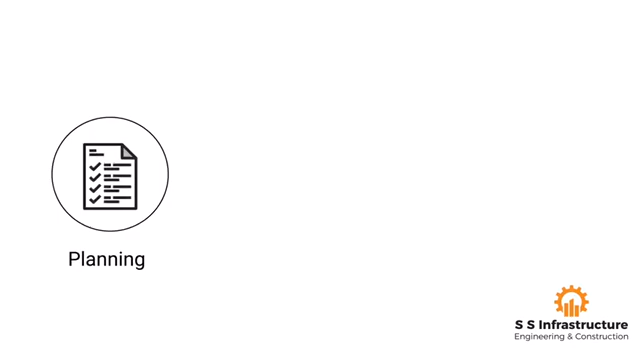 Planning
S S Infrastructure
Engineering & Construction